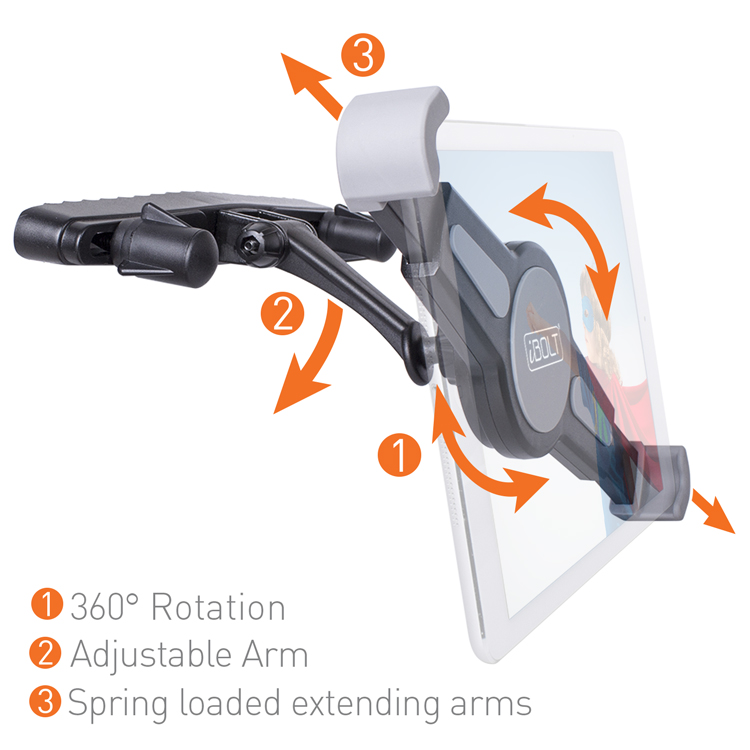 3
2
iBOLT
1
1 360° Rotation
2 Adjustable Arm
3 Spring loaded extending arms